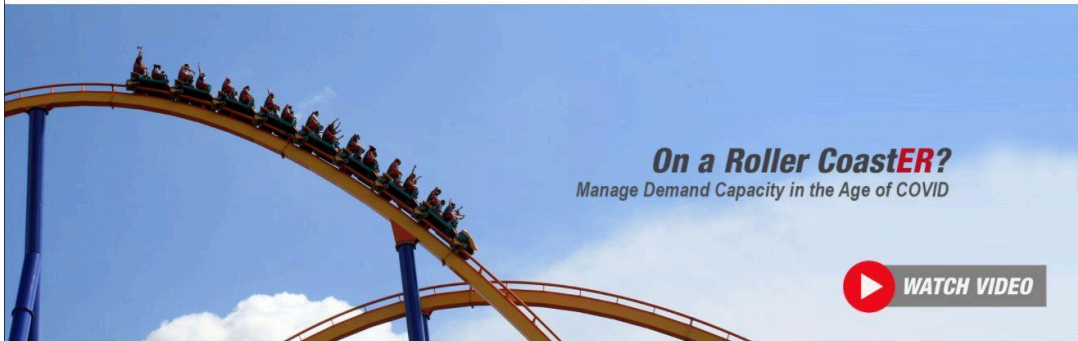 On a Roller CoastER?
Manage Demand Capacity in the Age of COVID
WATCH VIDEO